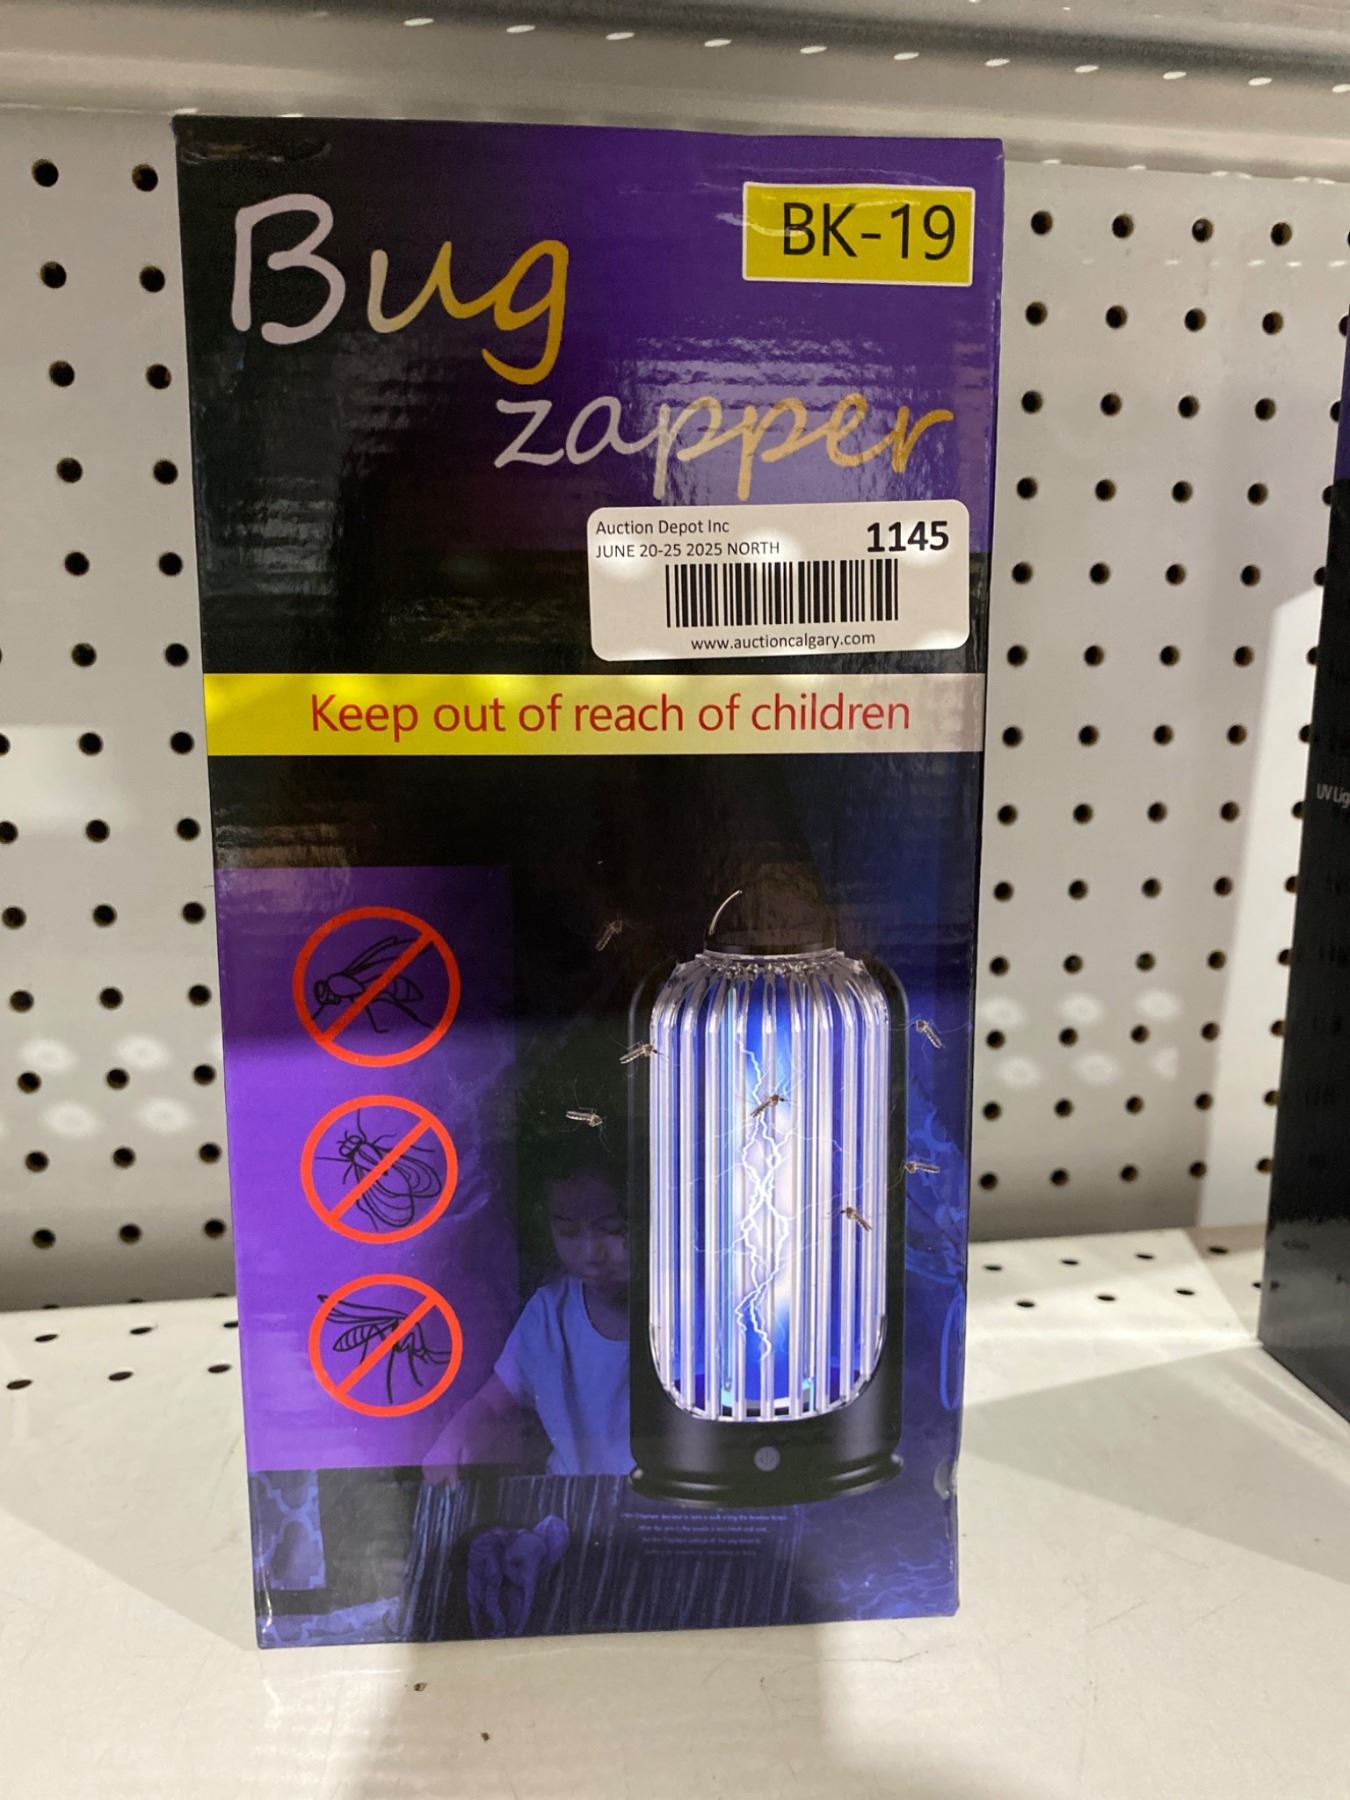 Bug
BK-19
zapper
Auction Depot Inc
1145
JUNE 20-25 2025 NORTH
www.auctioncalgary.com
Keep out of reach of children